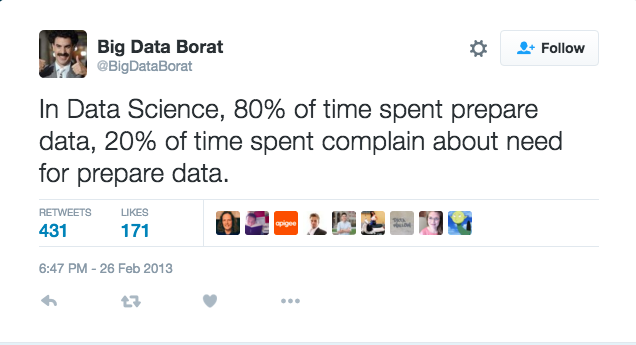 Big Data Borat
@BigDataBorat
Follow
In Data Science, 80% of time spent prepare
data, 20% of time spent complain about need
for prepare data.
RETWEETS LIKES
431 171
apigee
6:47 PM - 26 Feb 2013